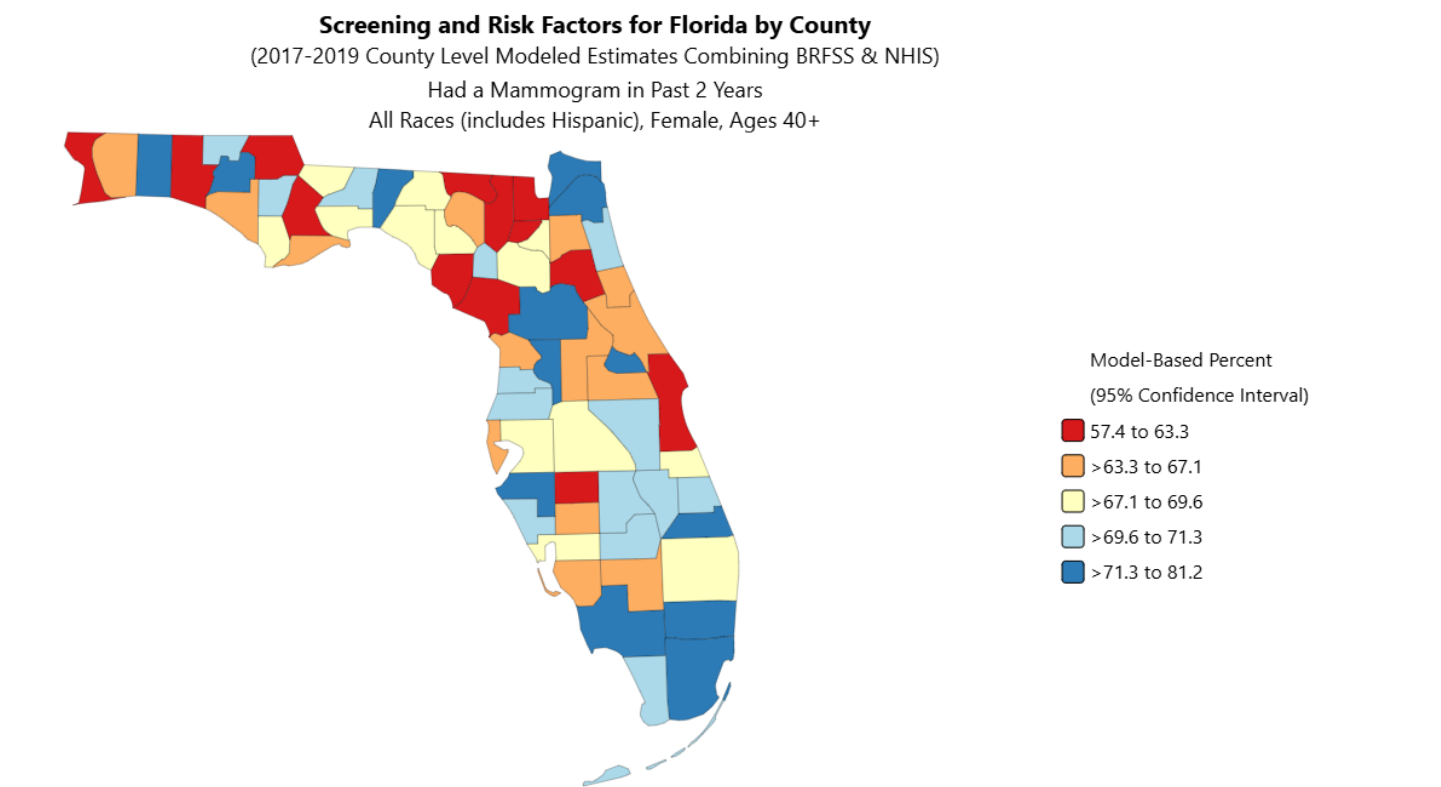 Screening and Risk Factors for Florida by County
(2017-2019 County Level Modeled Estimates Combining BRFSS & NHIS)
Had a Mammogram in Past 2 Years
All Races (includes Hispanic), Female, Ages 40+
Model-Based Percent
(95% Confidence Interval)
57.4 to 63.3
>63.3 to 67.1
>67.1 to 69.6
>69.6 to 71.3
>71.3 to 81.2